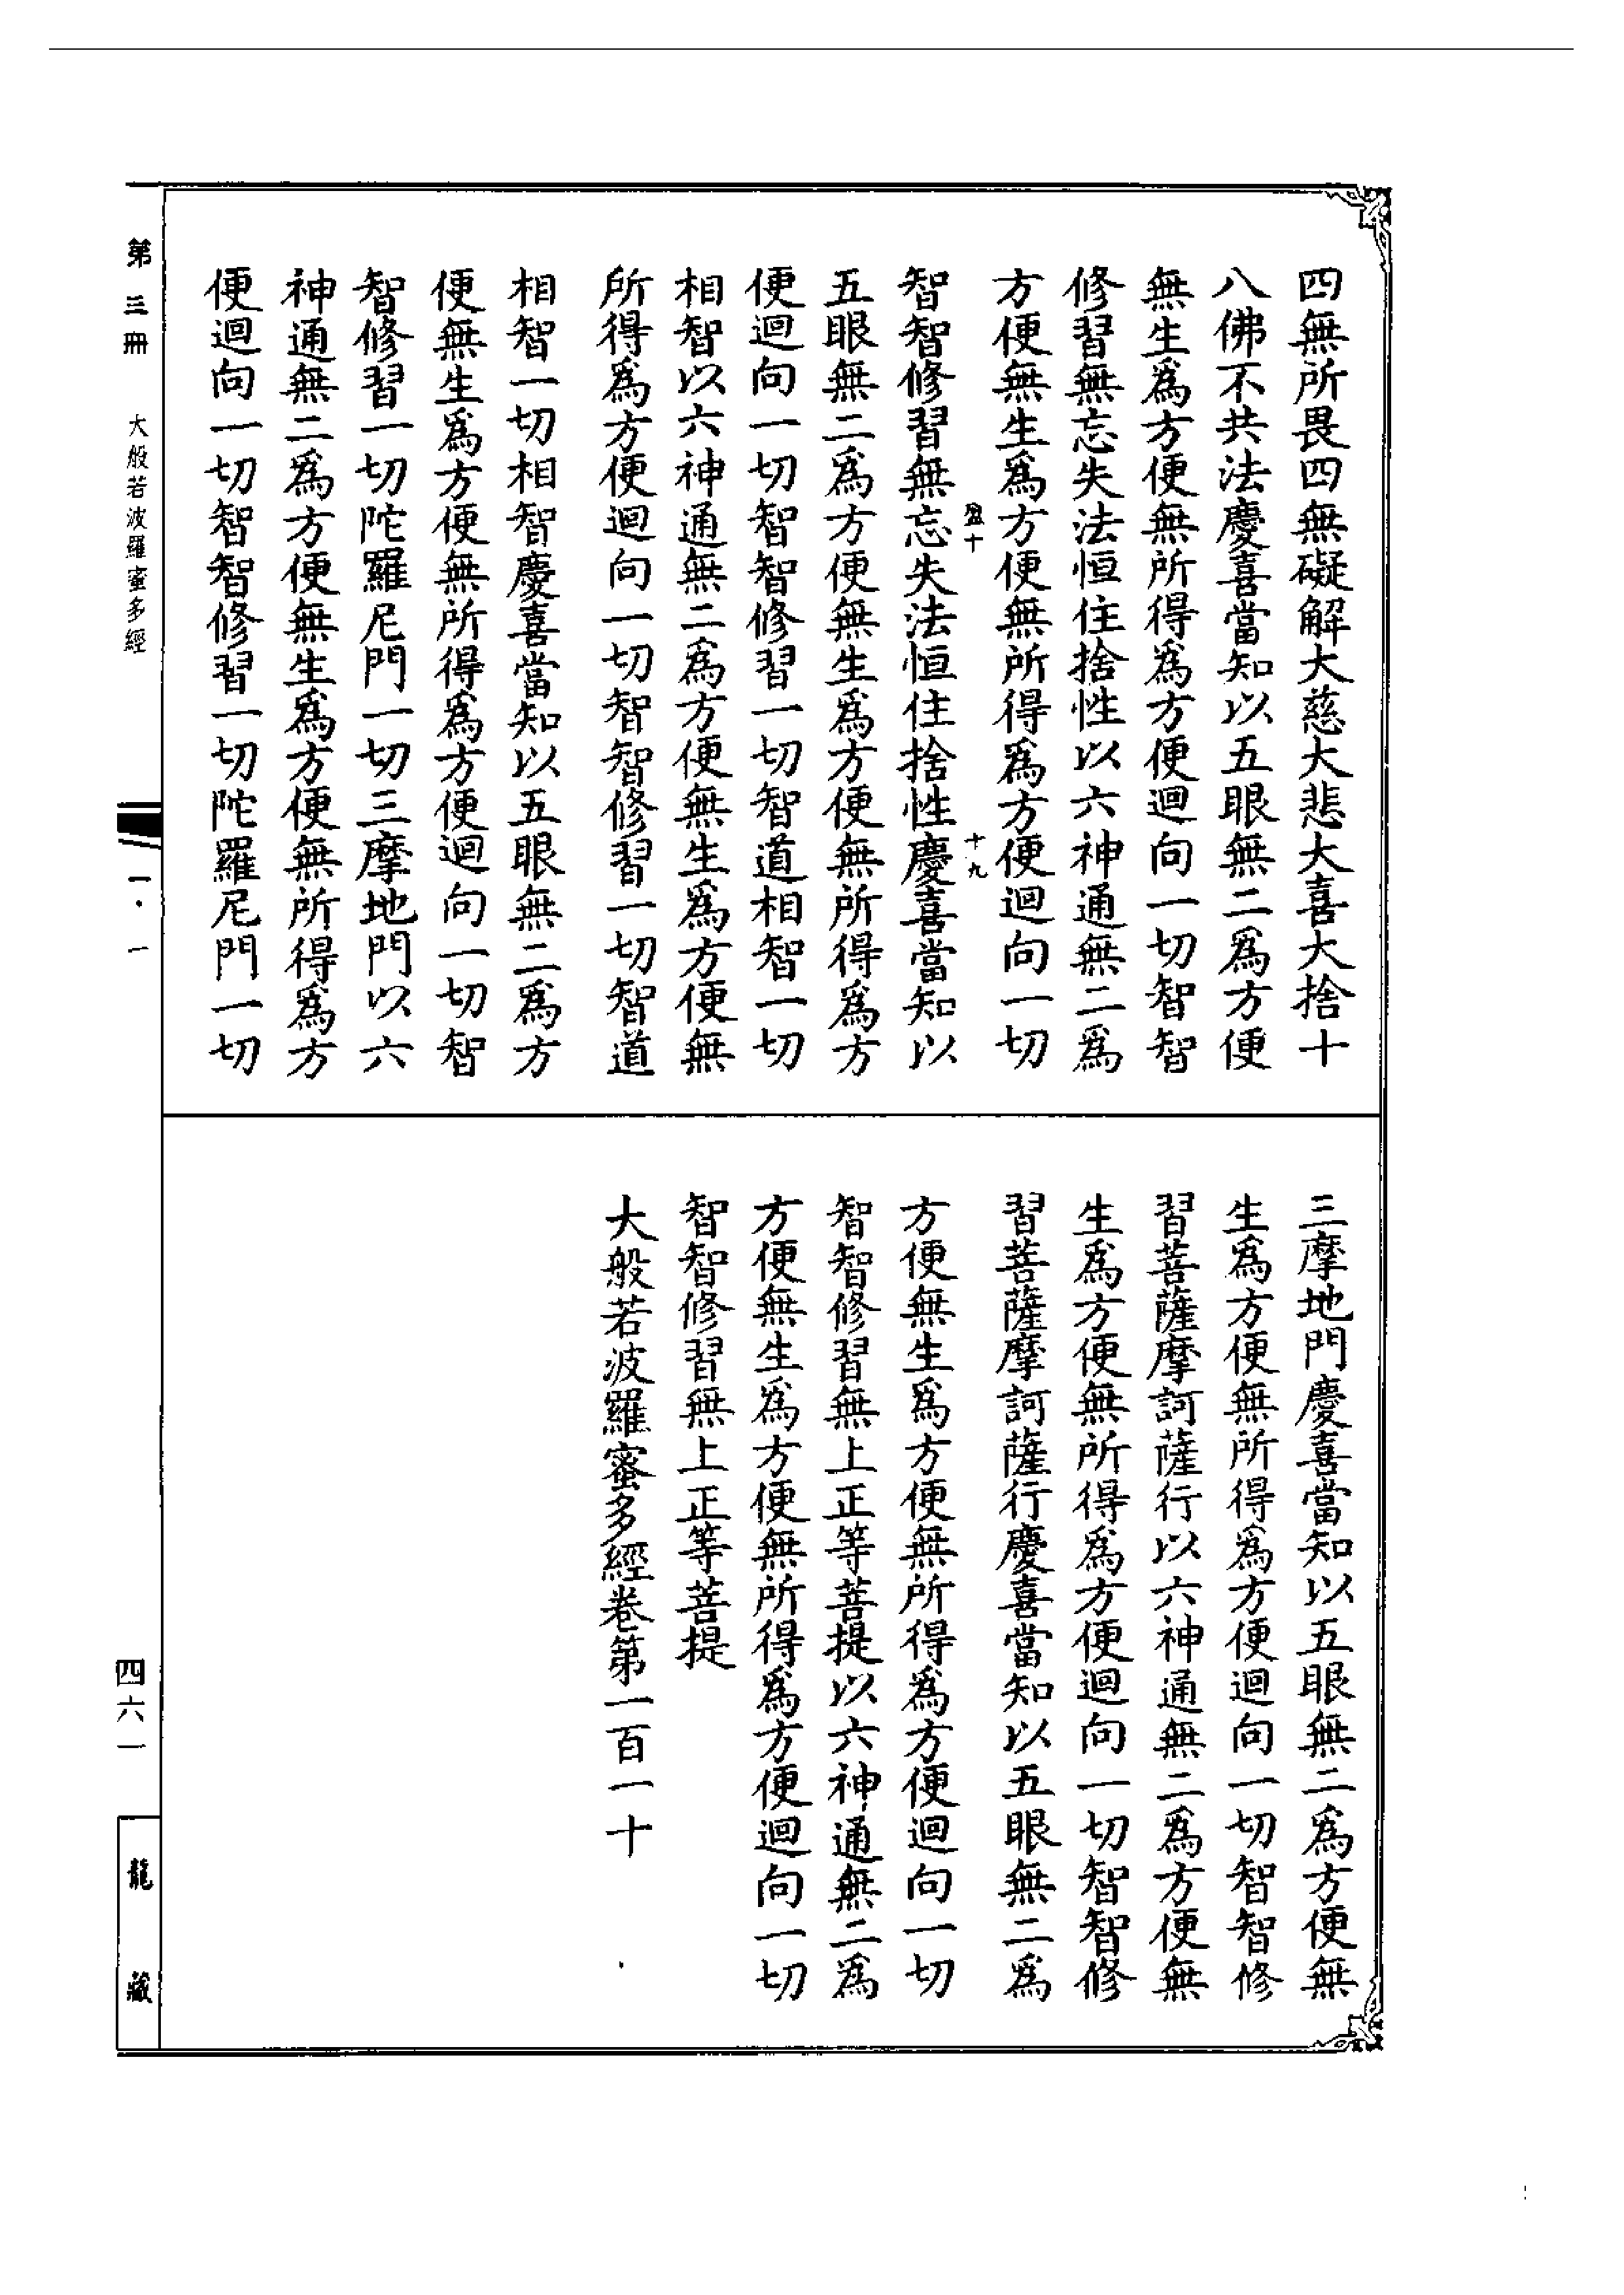 四無所畏四無礙解大慈大悲大喜大捨十
八佛不共法慶喜當知以五眼無二爲方便
無生爲方便無所得爲方便迴向一切智智
修習無忘失法恒住捨性以六神通無二爲
方便無生爲方便無所得爲方便迴向一切
盈十 十九
智智修習無忘失法恒住捨性慶喜當知以
五眼無二爲方便無生爲方便無所得爲方
便迴向一切智智修習一切智道相智一切
相智以六神通無二爲方便無生爲方便無
所得爲方便迴向一切智智修習一切智道
相智一切相智慶喜當知以五眼無二爲方
便無生爲方便無所得爲方便迴向一切智
智修習一切陀羅尼門一切三摩地門以六
神通無二爲方便無生爲方便無所得爲方
便迴向一切智智修習一切陀羅尼門一切
三摩地門慶喜當知以五眼無二爲方便無
生爲方便無所得爲方便迴向一切智智修
習菩薩摩訶薩行以六神通無二爲方便無
生爲方便無所得爲方便迴向一切智智修
習菩薩摩訶薩行慶喜當知以五眼無二爲
方便無生爲方便無所得爲方便迴向一切
智智修習無上正等菩提以六神通無二爲
方便無生爲方便無所得爲方便迴向一切
智智修習無上正等菩提
大般若波羅蜜多經卷第一百一十
第三冊 大般若波羅蜜多經 一·一 四六一 龍藏